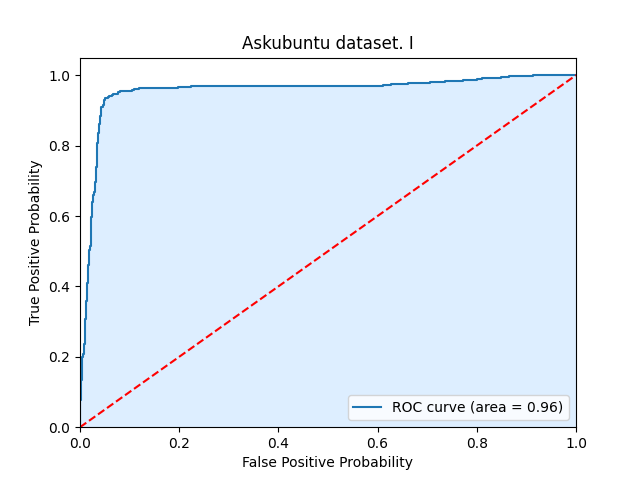 Askubuntu dataset. I
True Positive Probability
1.0
0.8
0.6
0.4
0.2
0.0
ROC curve (area = 0.96)
0.0 0.2 0.4 0.6 0.8 1.0
False Positive Probability